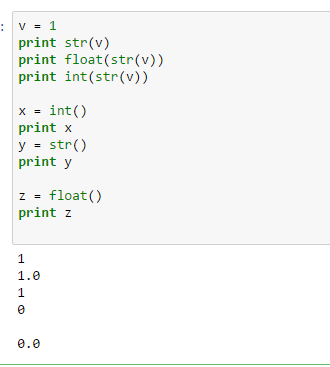 :
v = 1
print str(v)
print float(str(v))
print int(str(v))
x = int()
print x
y = str()
print y
z = float()
print z
1
1.0
1
0
0.0